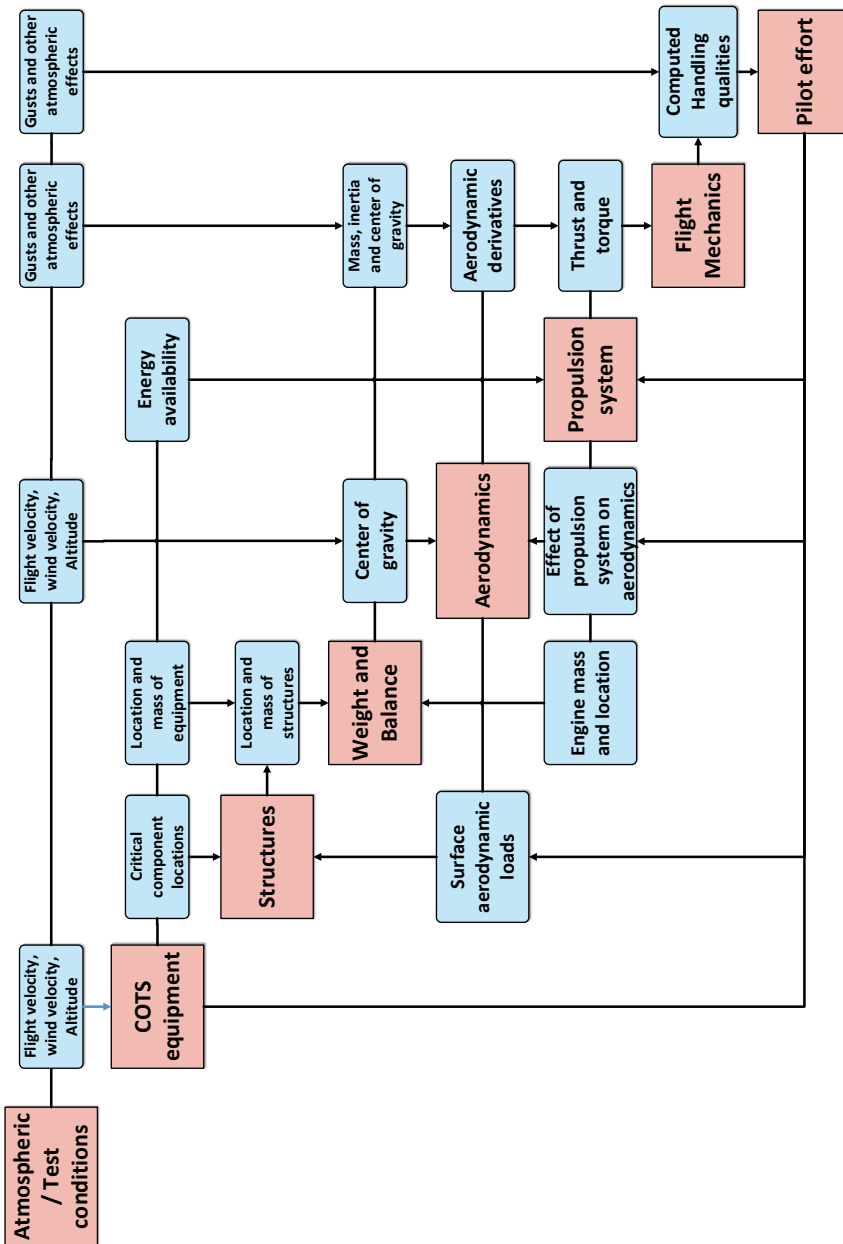 Atmospheric
/ Test
conditions
Flight velocity,
wind velocity,
Altitude
Flight velocity,
wind velocity,
Altitude
Gusts and other
atmospheric
effects
Gusts and other
atmospheric
effects
COTS
equipment
Critical
component
locations
Location and
mass of
equipment
Energy
availability
Structures
Location and
mass of
structures
Weight and
Balance
Center of
gravity
Mass, inertia
and center of
gravity
Surface
aerodynamic
loads
Aerodynamics
Aerodynamic
derivatives
Engine mass
and location
Effect of
propulsion
system on
aerodynamics
Propulsion
system
Thrust and
torque
Flight
Mechanics
Computed
Handling
qualities
Pilot effort